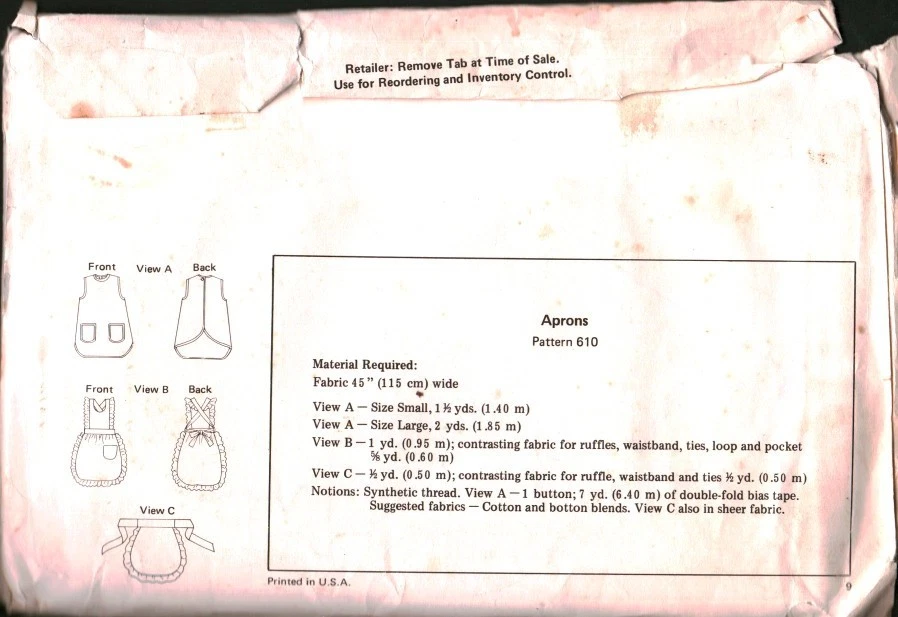 Retailer: Remove Tab at Time of Sale.
Use for Reordering and Inventory Control.
Front View A Back
Front View B Back
View C
Aprons
Pattern 610
Material Required:
Fabric 45" (115 cm) wide
View A — Size Small, 1½ yds. (1.40 m)
View A — Size Large, 2 yds. (1.85 m)
View B — 1 yd. (0.95 m); contrasting fabric for ruffles, waistband, ties, loop and pocket
⅝ yd. (0.60 m)
View C — ½ yd. (0.50 m); contrasting fabric for ruffle, waistband and ties ½ yd. (0.50 m)
Notions: Synthetic thread. View A — 1 button; 7 yd. (6.40 m) of double-fold bias tape.
Suggested fabrics — Cotton and botton blends. View C also in sheer fabric.
Printed in U.S.A.
9